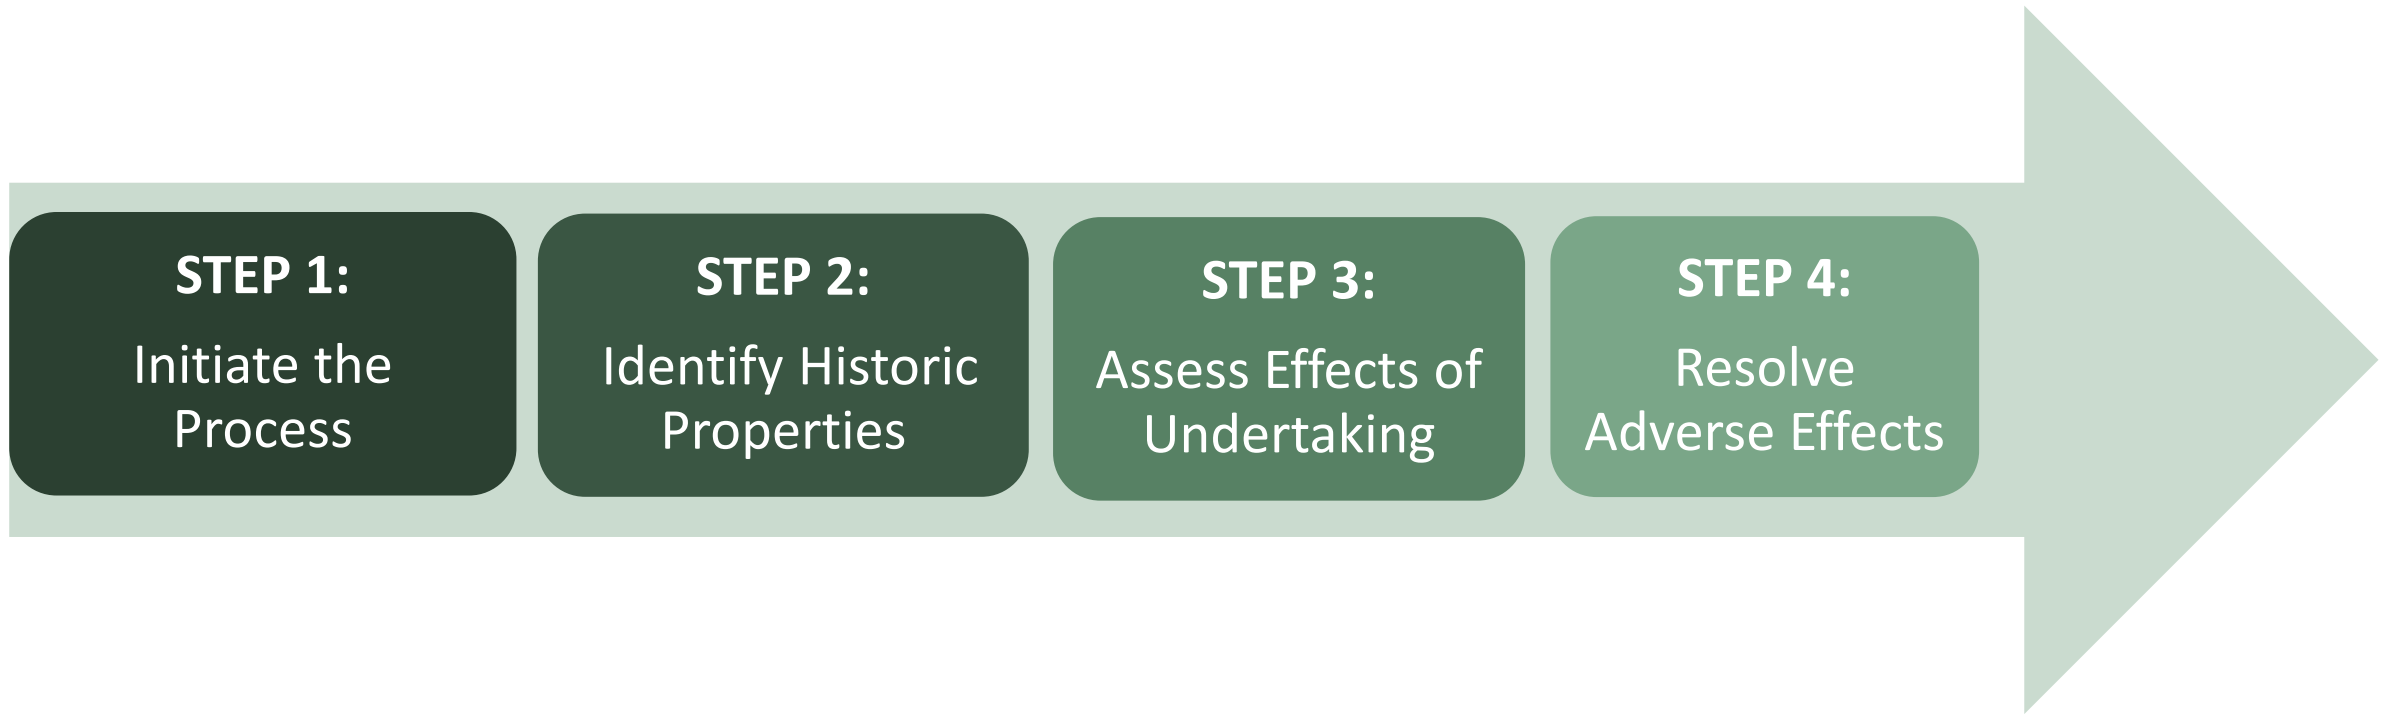 STEP 1:
Initiate the
Process
STEP 2:
Identify Historic
Properties
STEP 3:
Assess Effects of
Undertaking
STEP 4:
Resolve
Adverse Effects